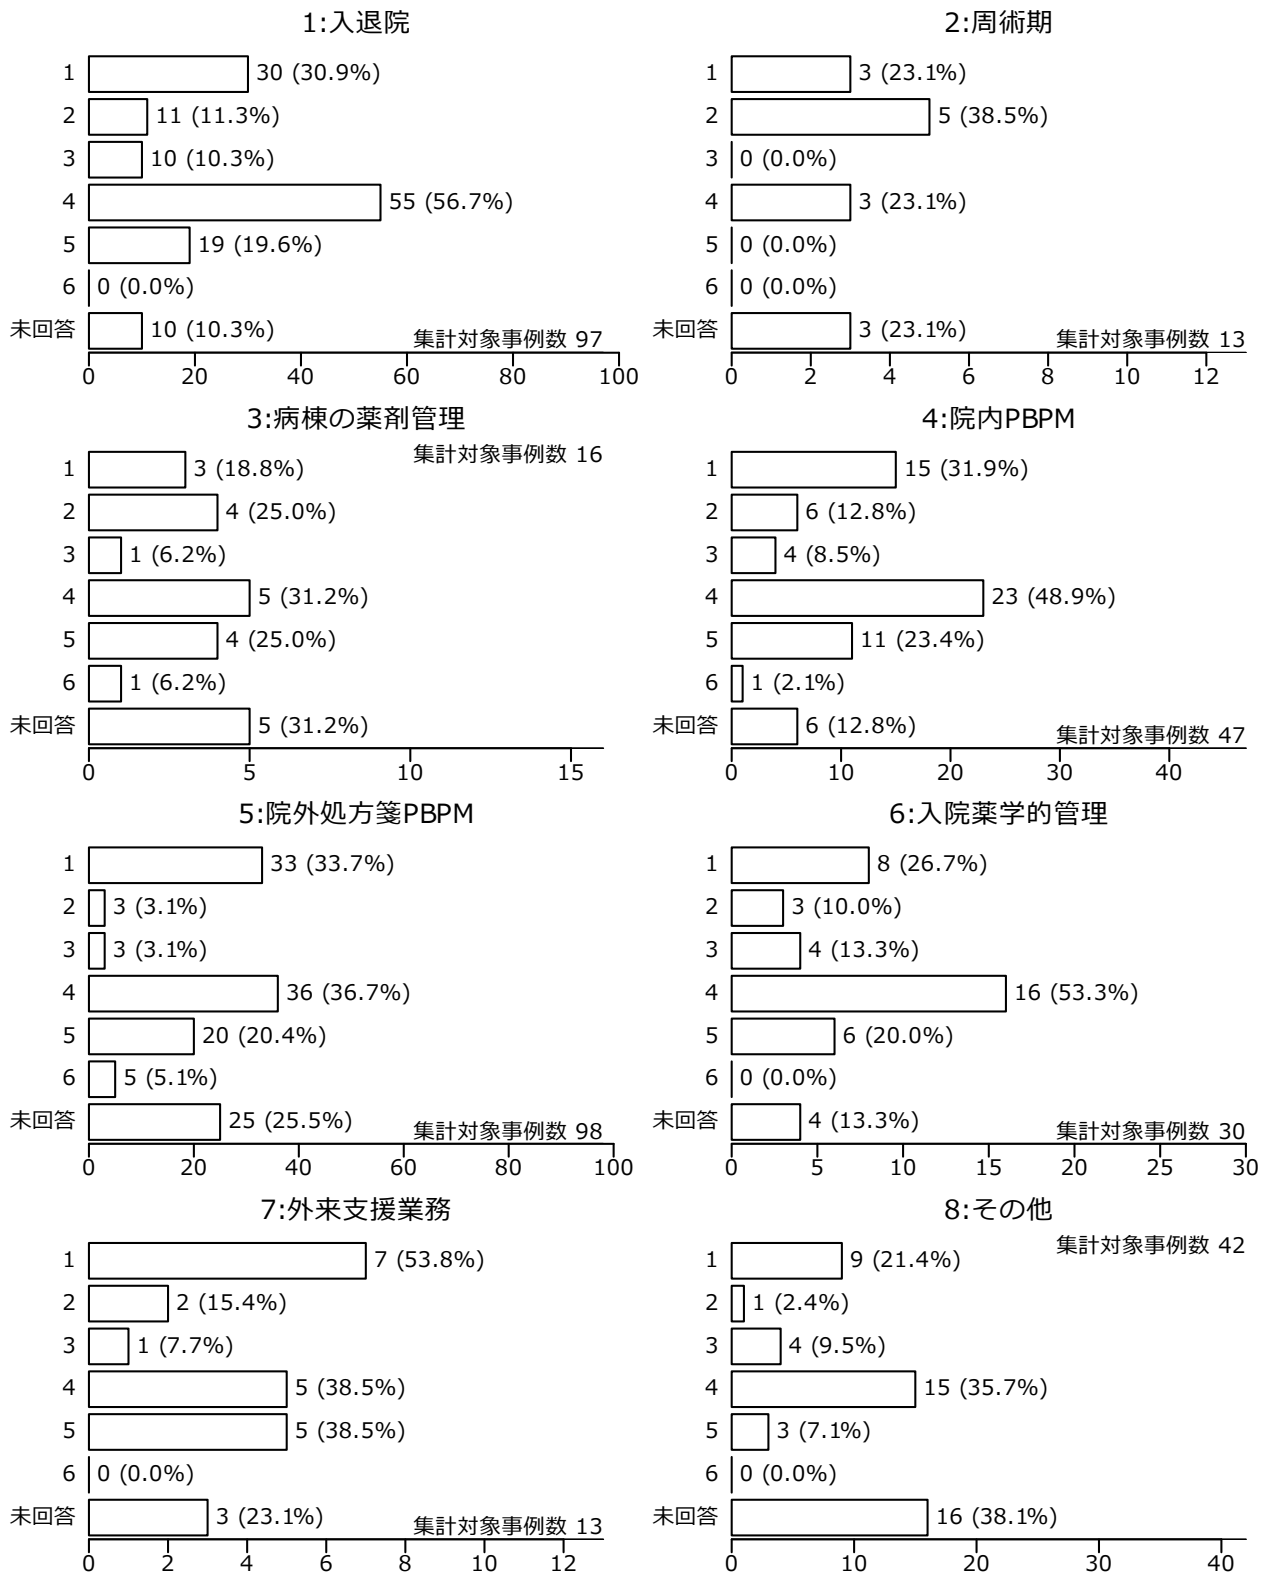 1:入退院
1 30 (30.9%)
2 11 (11.3%)
3 10 (10.3%)
4 55 (56.7%)
5 19 (19.6%)
6 0 (0.0%)
未回答 10 (10.3%) 集計対象事例数 97
0 20 40 60 80 100
2:周術期
1 3 (23.1%)
2 5 (38.5%)
3 0 (0.0%)
4 3 (23.1%)
5 0 (0.0%)
6 0 (0.0%)
未回答 3 (23.1%) 集計対象事例数 13
0 2 4 6 8 10 12
3:病棟の薬剤管理
集計対象事例数 16
1 3 (18.8%)
2 4 (25.0%)
3 1 (6.2%)
4 5 (31.2%)
5 4 (25.0%)
6 1 (6.2%)
未回答 5 (31.2%)
0 5 10 15
4:院内PBPM
1 15 (31.9%)
2 6 (12.8%)
3 4 (8.5%)
4 23 (48.9%)
5 11 (23.4%)
6 1 (2.1%)
未回答 6 (12.8%) 集計対象事例数 47
0 10 20 30 40
5:院外処方箋PBPM
1 33 (33.7%)
2 3 (3.1%)
3 3 (3.1%)
4 36 (36.7%)
5 20 (20.4%)
6 5 (5.1%)
未回答 25 (25.5%) 集計対象事例数 98
0 20 40 60 80 100
6:入院薬学的管理
1 8 (26.7%)
2 3 (10.0%)
3 4 (13.3%)
4 16 (53.3%)
5 6 (20.0%)
6 0 (0.0%)
未回答 4 (13.3%) 集計対象事例数 30
0 5 10 15 20 25 30
7:外来支援業務
1 7 (53.8%)
2 2 (15.4%)
3 1 (7.7%)
4 5 (38.5%)
5 5 (38.5%)
6 0 (0.0%)
未回答 3 (23.1%) 集計対象事例数 13
0 2 4 6 8 10 12
8:その他
集計対象事例数 42
1 9 (21.4%)
2 1 (2.4%)
3 4 (9.5%)
4 15 (35.7%)
5 3 (7.1%)
6 0 (0.0%)
未回答 16 (38.1%)
0 10 20 30 40